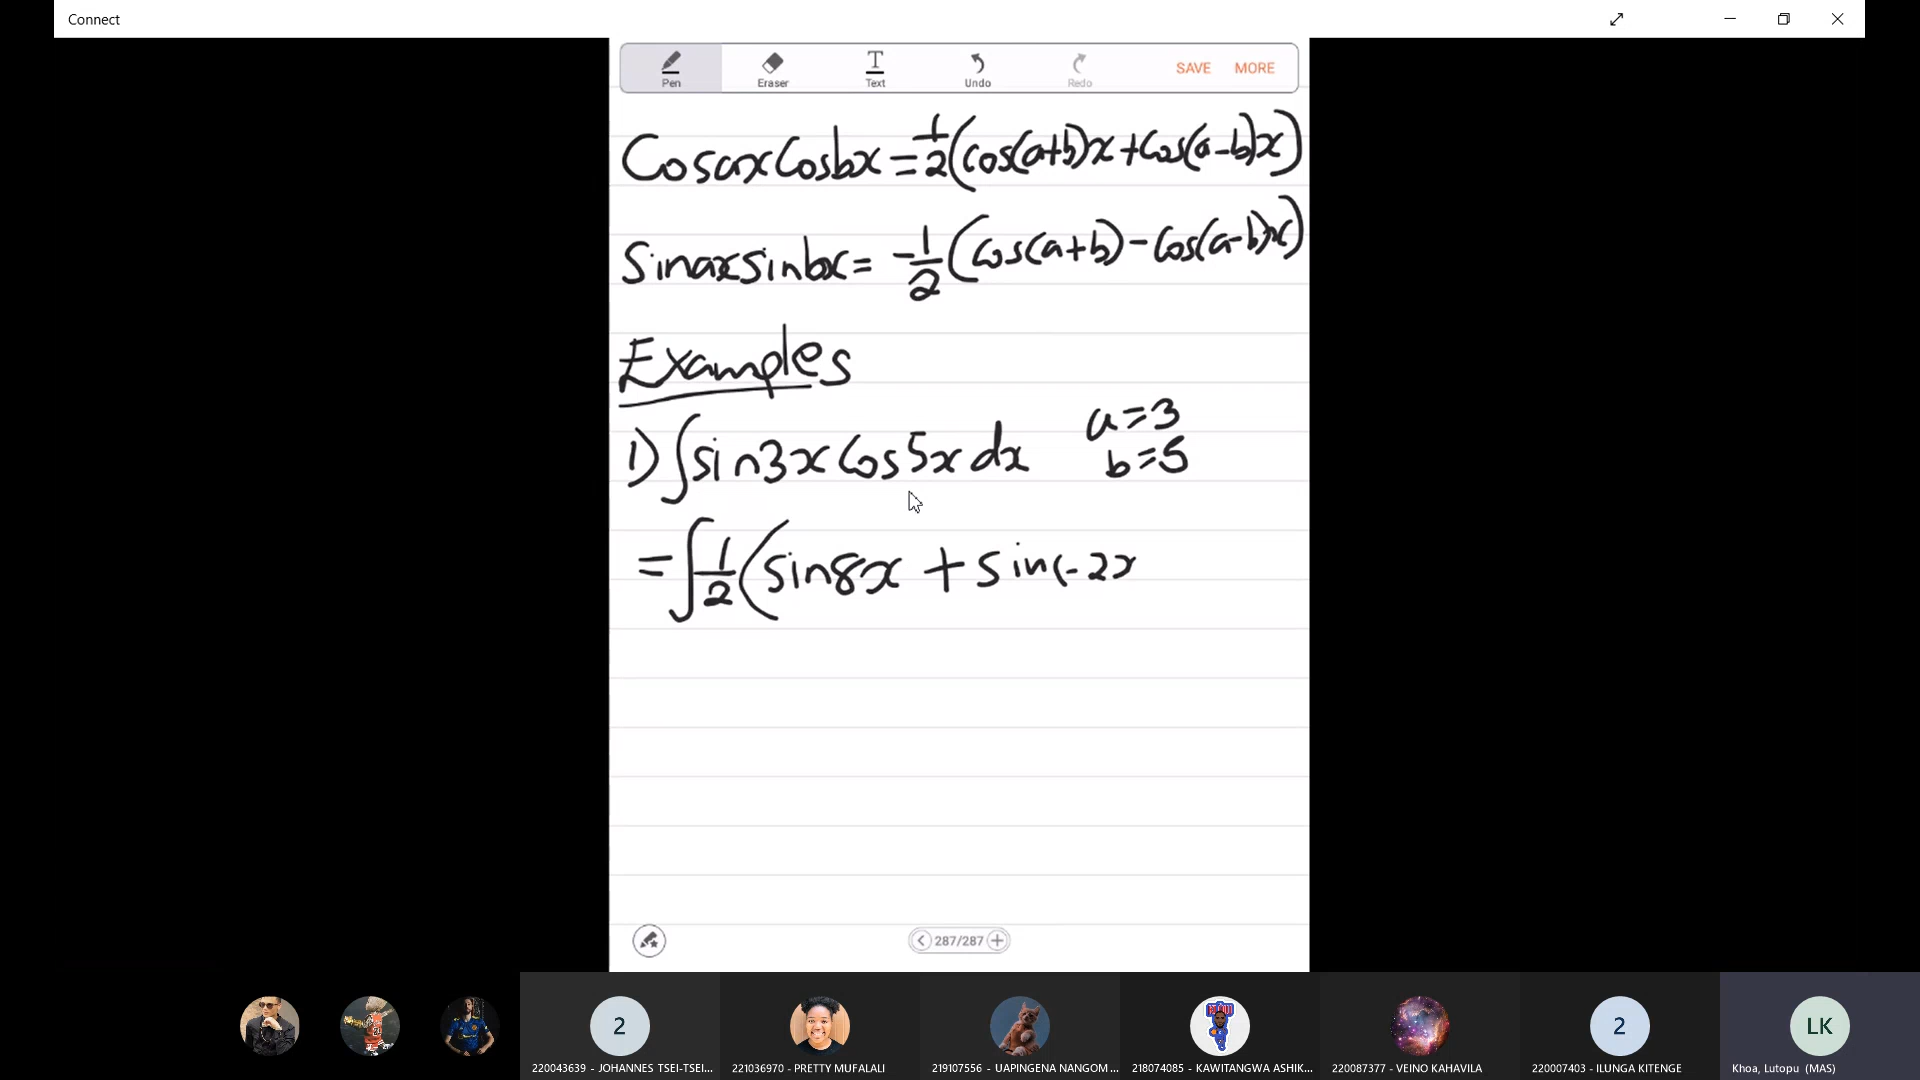 Connect
Pen
Eraser
Text
Undo
Redo
SAVE
MORE
Cosax Cosbx = 1/2 (cos(a+b)x + Cos(a-b)x)
Sinaxsinbx = -1/2 (Cos(a+b) - Cos(a-b)x)
Examples
1) ∫sin3x Cos5x dx
a=3
b=5
= ∫1/2 (sin8x + sin(-2x
287/287
2
2
LK
220043639 - JOHANNES TSEI-TSEI...
221036970 - PRETTY MUFALALI
219107556 - UAPINGENA NANGOM ...
218074085 - KAWITANGWA ASHIK...
220087377 - VEINO KAHAVILA
220007403 - ILUNGA KITENGE
Khoa, Lutopu (MAS)